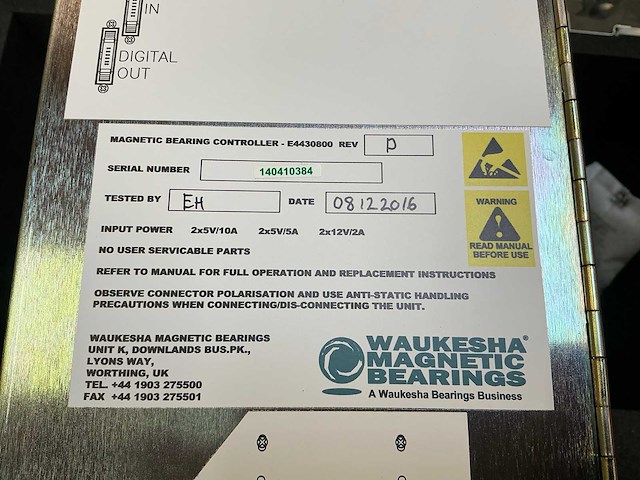 IN
DIGITAL
OUT
MAGNETIC BEARING CONTROLLER - E4430800 REV P
SERIAL NUMBER 140410384
TESTED BY EH DATE 08122016
INPUT POWER 2x5V/10A 2x5V/5A 2x12V/2A
NO USER SERVICABLE PARTS
REFER TO MANUAL FOR FULL OPERATION AND REPLACEMENT INSTRUCTIONS
OBSERVE CONNECTOR POLARISATION AND USE ANTI-STATIC HANDLING
PRECAUTIONS WHEN CONNECTING/DIS-CONNECTING THE UNIT.
WARNING
READ MANUAL
BEFORE USE
WAUKESHA MAGNETIC BEARINGS
UNIT K, DOWNLANDS BUS.PK.,
LYONS WAY,
WORTHING, UK
TEL. +44 1903 275500
FAX +44 1903 275501
WAUKESHA®
MAGNETIC
BEARINGS
A Waukesha Bearings Business